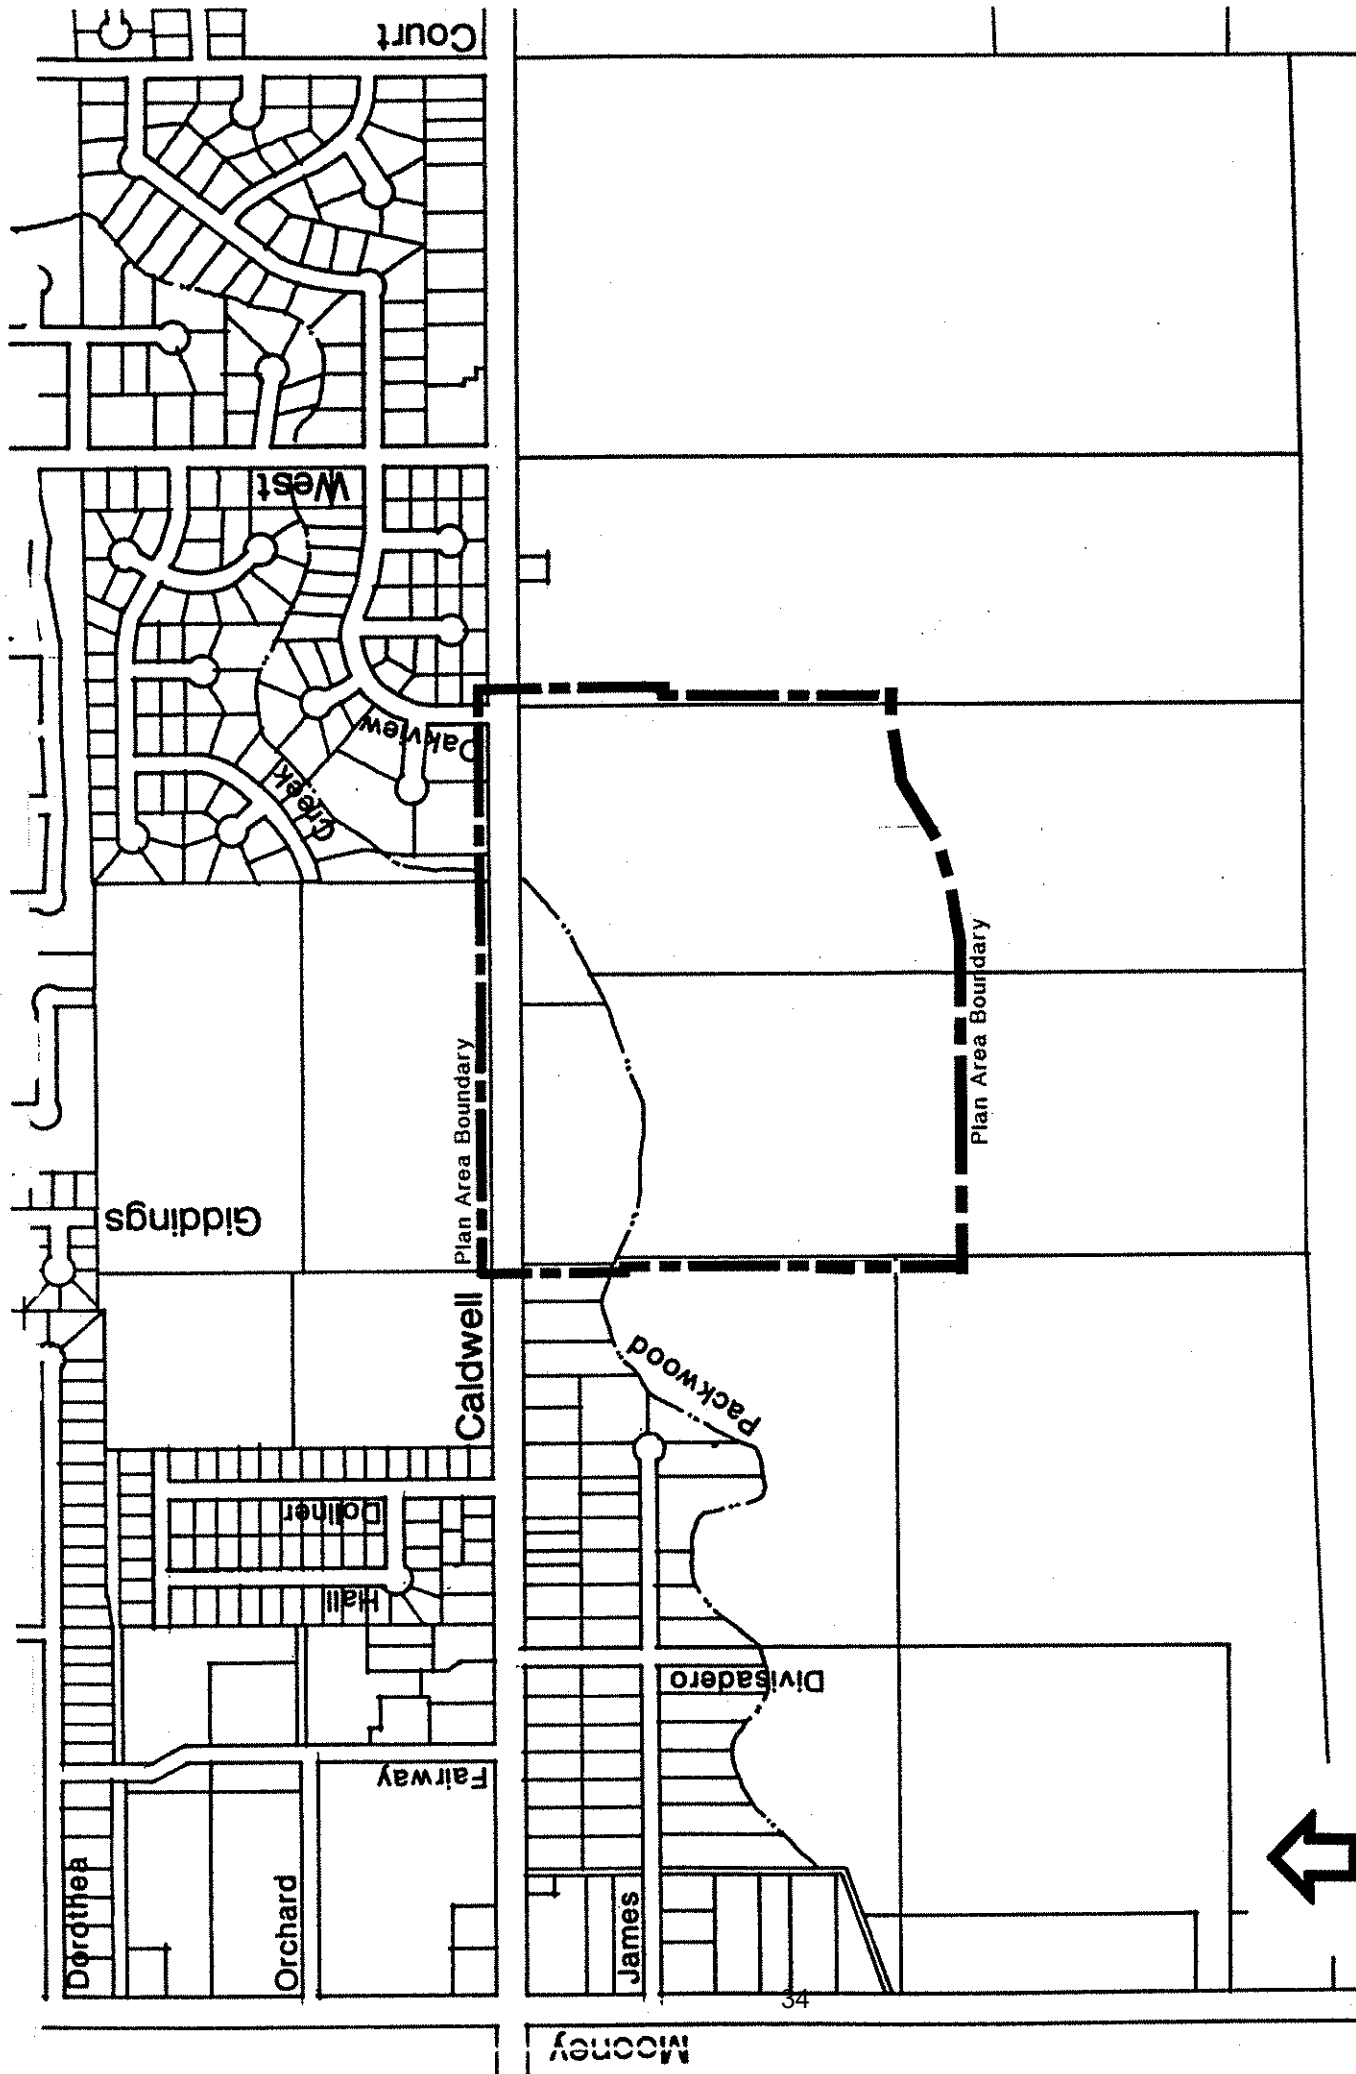 Court
West
Oakview
Creek
Plan Area Boundary
Plan Area Boundary
Giddings
Caldwell
Packwood
Dollner
Hall
Divisadero
Fairway
Dorothea
Orchard
James
34
Mooney